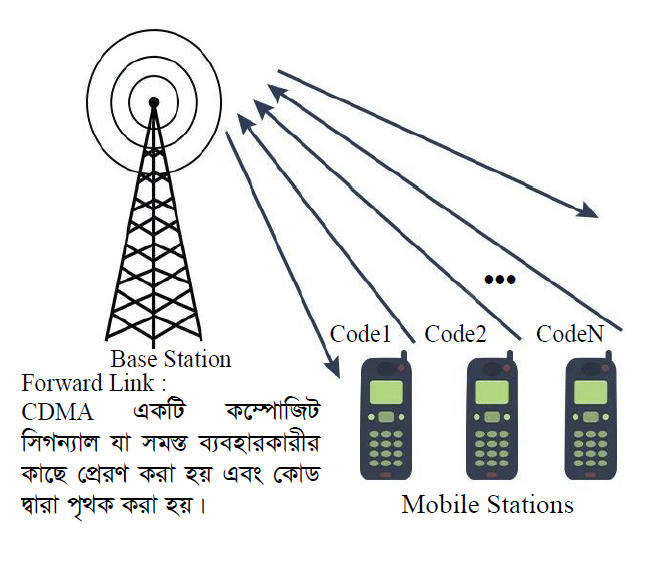 Code1 Code2 CodeN
Base Station
Forward Link :
CDMA একটি কম্পোজিট
সিগন্যাল যা সমস্ত ব্যবহারকারীর
কাছে প্রেরণ করা হয় এবং কোড
দ্বারা পৃথক করা হয়।
Mobile Stations